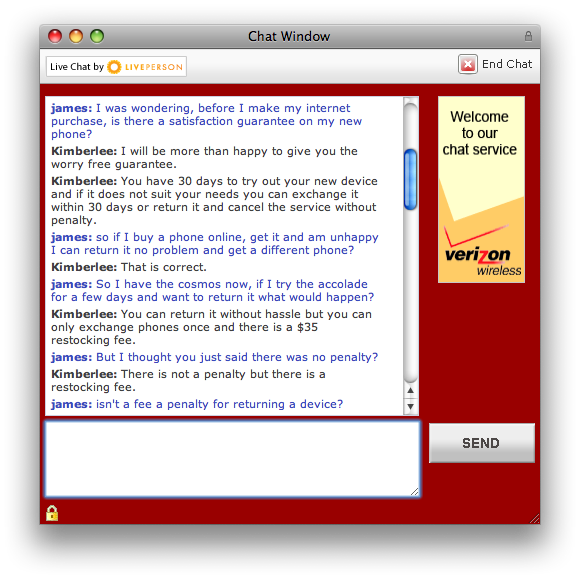 Chat Window
Live Chat by LIVEPERSON
End Chat
james: I was wondering, before I make my internet
purchase, is there a satisfaction guarantee on my new
phone?
Kimberlee: I will be more than happy to give you the
worry free guarantee.
Kimberlee: You have 30 days to try out your new device
and if it does not suit your needs you can exchange it
within 30 days or return it and cancel the service without
penalty.
james: so if I buy a phone online, get it and am unhappy
I can return it no problem and get a different phone?
Kimberlee: That is correct.
james: So I have the cosmos now, if I try the accolade
for a few days and want to return it what would happen?
Kimberlee: You can return it without hassle but you can
only exchange phones once and there is a $35
restocking fee.
james: But I thought you just said there was no penalty?
Kimberlee: There is not a penalty but there is a
restocking fee.
james: isn't a fee a penalty for returning a device?
Welcome
to our
chat service
verizon
wireless
SEND